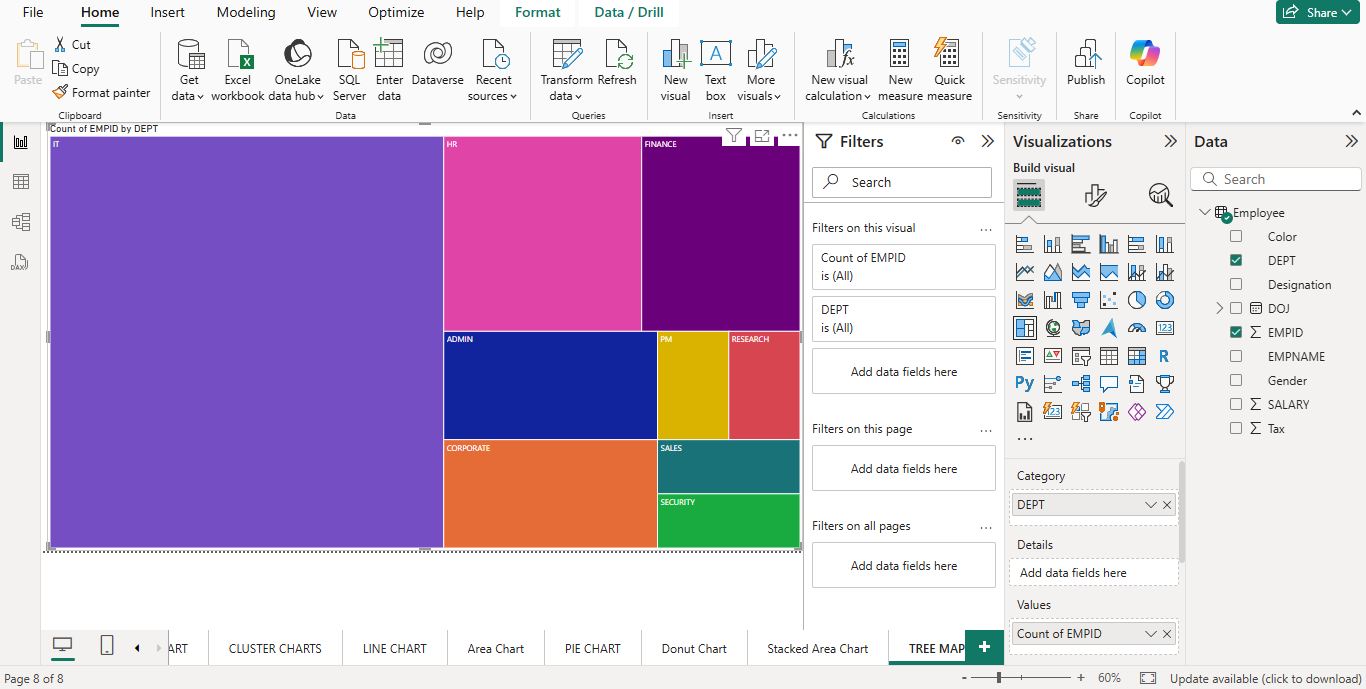 File Home Insert Modeling View Optimize Help Format Data / Drill Share
Paste
Cut
Copy
Format painter
Clipboard
Get data
Excel workbook
OneLake data hub
SQL Server
Enter data
Dataverse
Recent sources
Data
Transform data
Refresh
Queries
New visual
Text box
More visuals
Insert
New visual calculation
New measure
Quick measure
Calculations
Sensitivity
Sensitivity
Publish
Share
Copilot
Copilot
Count of EMPID by DEPT
IT
HR
FINANCE
ADMIN
PM
RESEARCH
CORPORATE
SALES
SECURITY
Filters
Search
Filters on this visual
Count of EMPID
is (All)
DEPT
is (All)
Add data fields here
Filters on this page
Add data fields here
Filters on all pages
Add data fields here
Visualizations
Build visual
123
R
Py
123
Category
DEPT
Details
Add data fields here
Values
Count of EMPID
Data
Search
Employee
Color
DEPT
Designation
DOJ
EMPID
EMPNAME
Gender
SALARY
Tax
DAX
ART CLUSTER CHARTS LINE CHART Area Chart PIE CHART Donut Chart Stacked Area Chart TREE MAP
Page 8 of 8
60%
Update available (click to download)